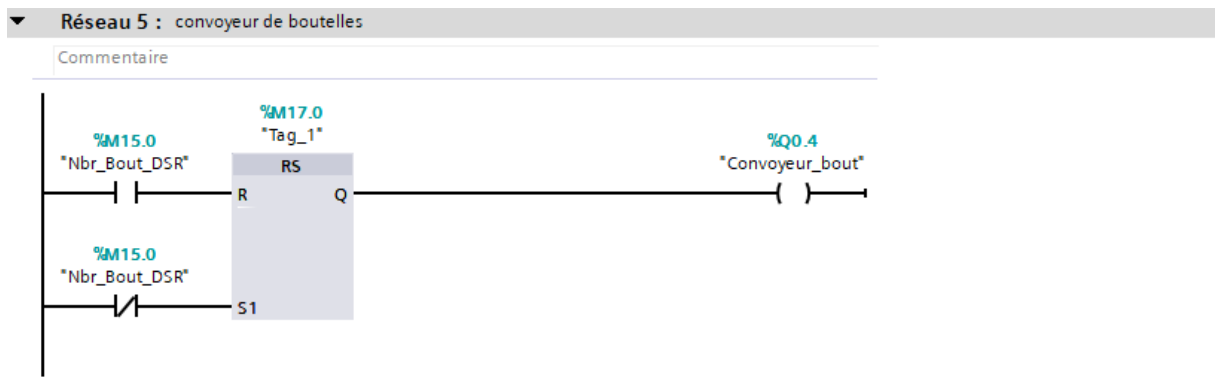 Réseau 5 : convoyeur de boutelles
Commentaire
%M17.0
"Tag_1"
%M15.0
"Nbr_Bout_DSR"
RS
R
Q
%Q0.4
"Convoyeur_bout"
%M15.0
"Nbr_Bout_DSR"
S1